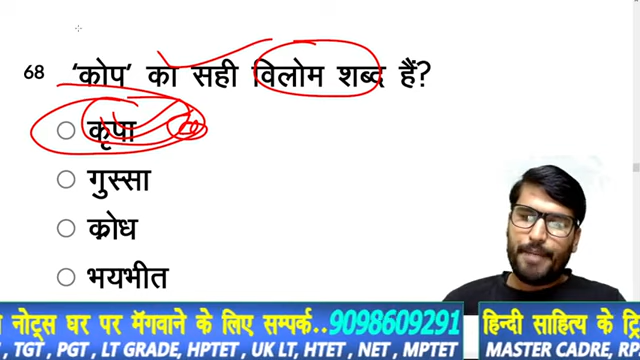 68 'कोप' का सही विलोम शब्द हैं?
कृपा
गुस्सा
क्रोध
भयभीत
नोट्स घर पर मॅगवाने के लिए सम्पर्क..9098609291 हिन्दी साहित्य के
, TGT , PGT , LT GRADE, HPTET , UK LT, HTET , NET , MPTET MASTER CADRE,